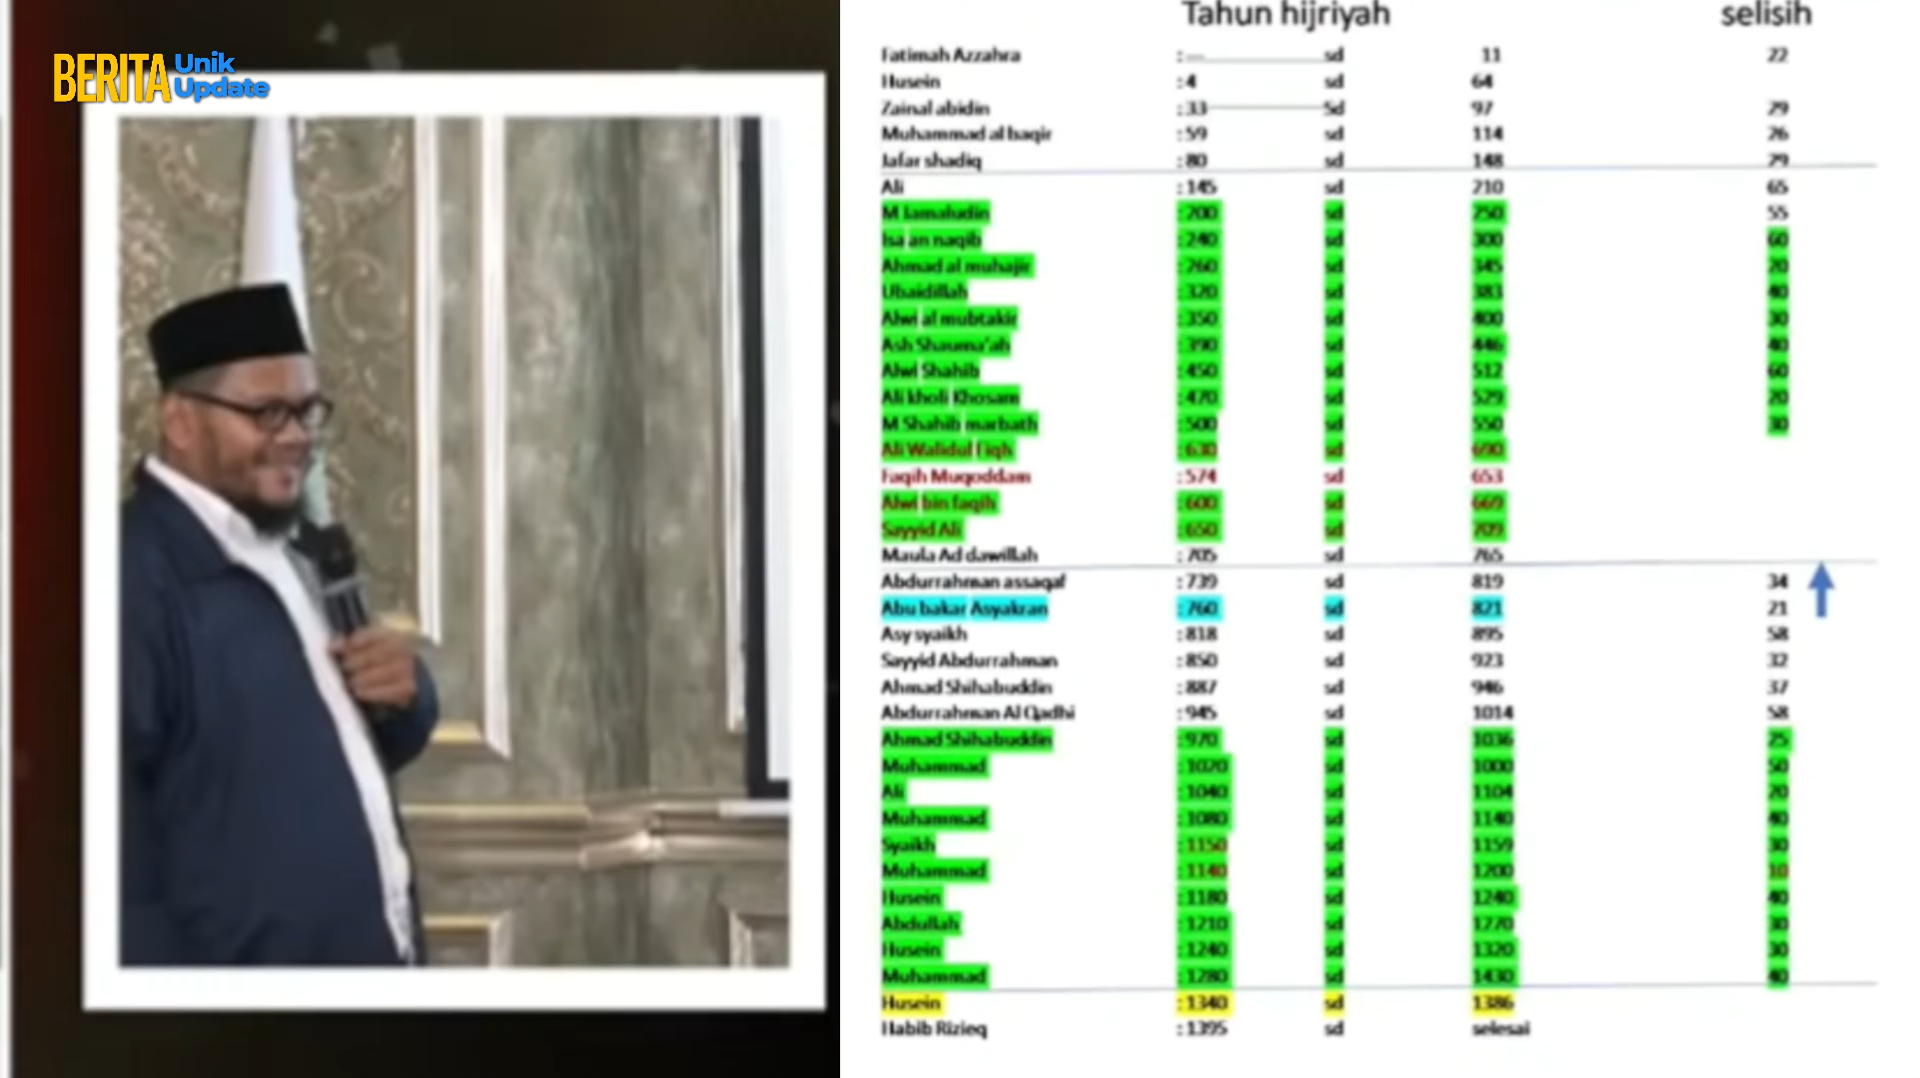 BERITA Unik Update
Tahun hijriyah selisih
Fatimah Azzahra : — sd 11 22
Husein : 4 sd 64
Zainal abidin : 33 Sd 97 29
Muhammad al baqir : 59 sd 114 26
Jafar shadiq : 80 sd 148 29
Ali : 145 sd 210 65
M Jamaludin : 200 sd 250 55
Isa an naqib : 240 sd 300 60
Ahmad al muhajir : 260 sd 345 20
Ubaidillah : 320 sd 383 40
Alwi al mubtakir : 350 sd 400 30
Ash Shauma'ah : 390 sd 446 40
Alwi Shahib : 450 sd 512 60
Ali kholi Khosam : 470 sd 529 20
M Shahib marbath : 500 sd 550 30
Ali Walidul Fiqh : 630 sd 690
Faqih Muqoddam : 574 sd 653
Alwi bin faqih : 600 sd 669
Sayyid Ali : 650 sd 709
Maula Ad dawillah : 705 sd 765
Abdurrahman assaqaf : 739 sd 819 34
Abu bakar Asyakran : 760 sd 821 21
Asy syaikh : 818 sd 895 58
Sayyid Abdurrahman : 850 sd 923 32
Ahmad Shihabuddin : 887 sd 946 37
Abdurrahman Al Qadhi : 945 sd 1014 58
Ahmad Shihabuddin : 970 sd 1036 25
Muhammad : 1020 sd 1000 50
Ali : 1040 sd 1104 20
Muhammad : 1080 sd 1140 40
Syaikh : 1150 sd 1159 30
Muhammad : 1140 sd 1200 10
Husein : 1180 sd 1240 40
Abdullah : 1210 sd 1270 30
Husein : 1240 sd 1320 30
Muhammad : 1280 sd 1430 40
Husein : 1340 sd 1386
Habib Rizieq : 1395 sd selesai